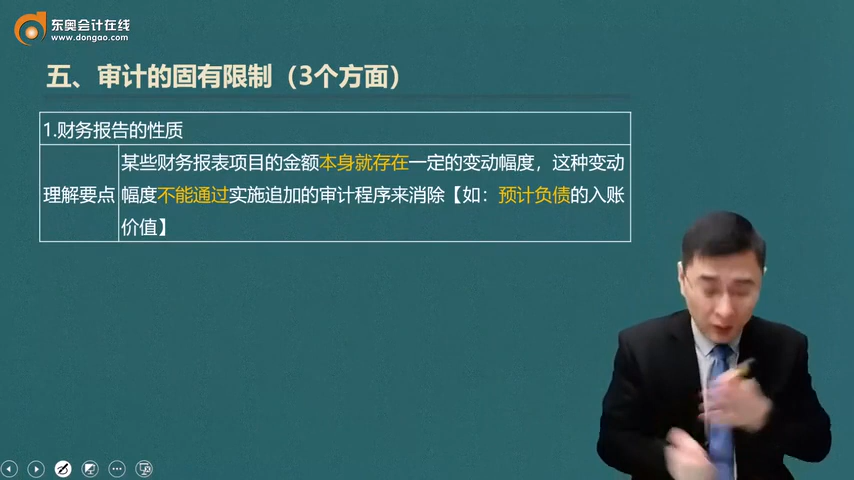 东奥会计在线
www.dongao.com
五、审计的固有限制（3个方面）
1.财务报告的性质
理解要点
某些财务报表项目的金额本身就存在一定的变动幅度，这种变动
幅度不能通过实施追加的审计程序来消除【如：预计负债的入账
价值】